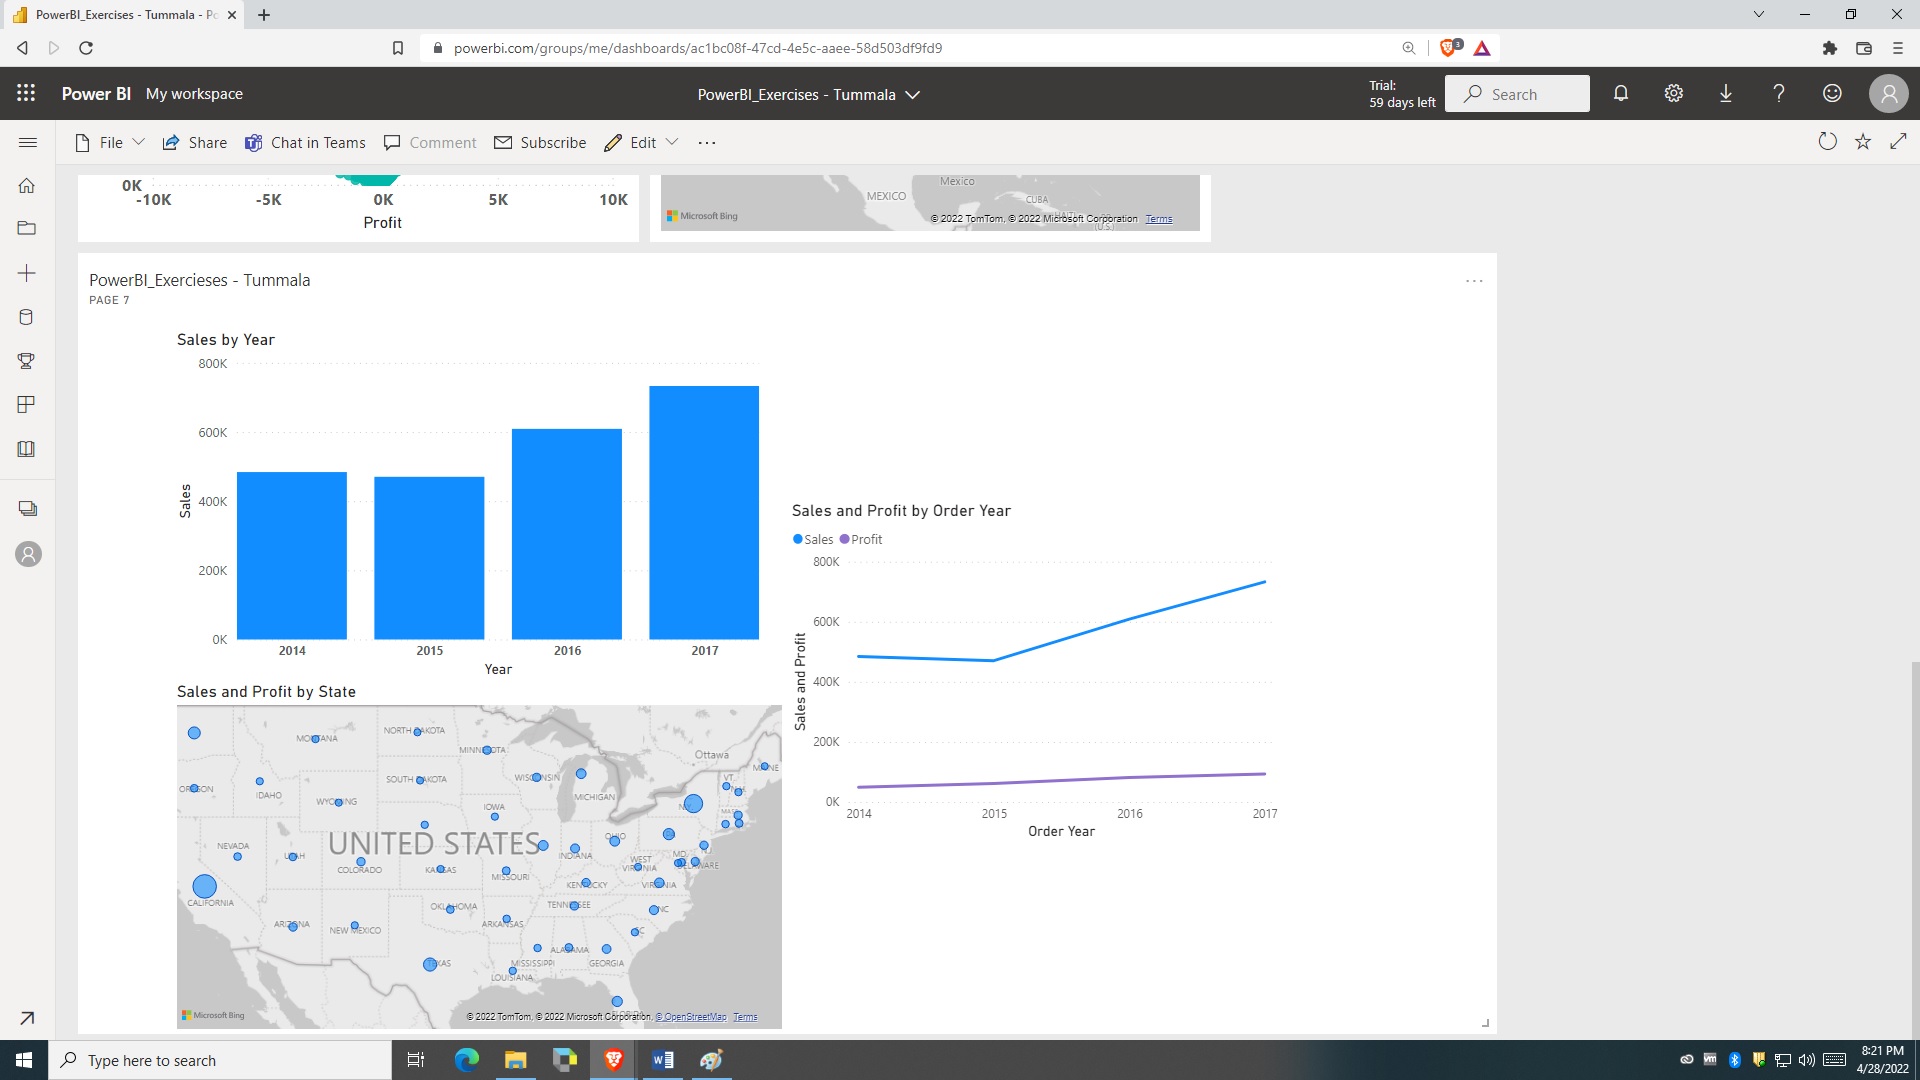 PowerBI_Exercises - Tummala - Po
powerbi.com/groups/me/dashboards/ac1bc08f-47cd-4e5c-aaee-58d503df9fd9
3
Power BI My workspace
PowerBI_Exercises - Tummala
Trial:
59 days left
Search
File
Share
Chat in Teams
Comment
Subscribe
Edit
0K
-10K -5K 0K 5K 10K
Profit
Mexico
MEXICO
CUBA
Microsoft Bing
© 2022 TomTom, © 2022 Microsoft Corporation Terms
(U.S.)
PowerBI_Exercieses - Tummala
PAGE 7
Sales by Year
800K
600K
400K
200K
0K
Sales
2014 2015 2016 2017
Year
Sales and Profit by State
NORTH DAKOTA
MONTANA
MINNESOTA
Ottawa
MAINE
SOUTH DAKOTA
WISCONSIN
VT.
OREGON
IDAHO
WYOMING
MICHIGAN
IOWA
UNITED STATES
OHIO
NEVADA
UTAH
COLORADO
KANSAS
MISSOURI
INDIANA
WEST
VIRGINIA
MD.
DELAWARE
KENTUCKY
VIRGINIA
CALIFORNIA
OKLAHOMA
TENNESSEE
NC
ARIZONA
NEW MEXICO
ARKANSAS
SC
ALABAMA
MISSISSIPPI
GEORGIA
TEXAS
LOUISIANA
FLORIDA
Microsoft Bing
© 2022 TomTom, © 2022 Microsoft Corporation, © OpenStreetMap Terms
Sales and Profit by Order Year
Sales Profit
800K
600K
400K
200K
0K
Sales and Profit
2014 2015 2016 2017
Order Year
Type here to search
8:21 PM
4/28/2022